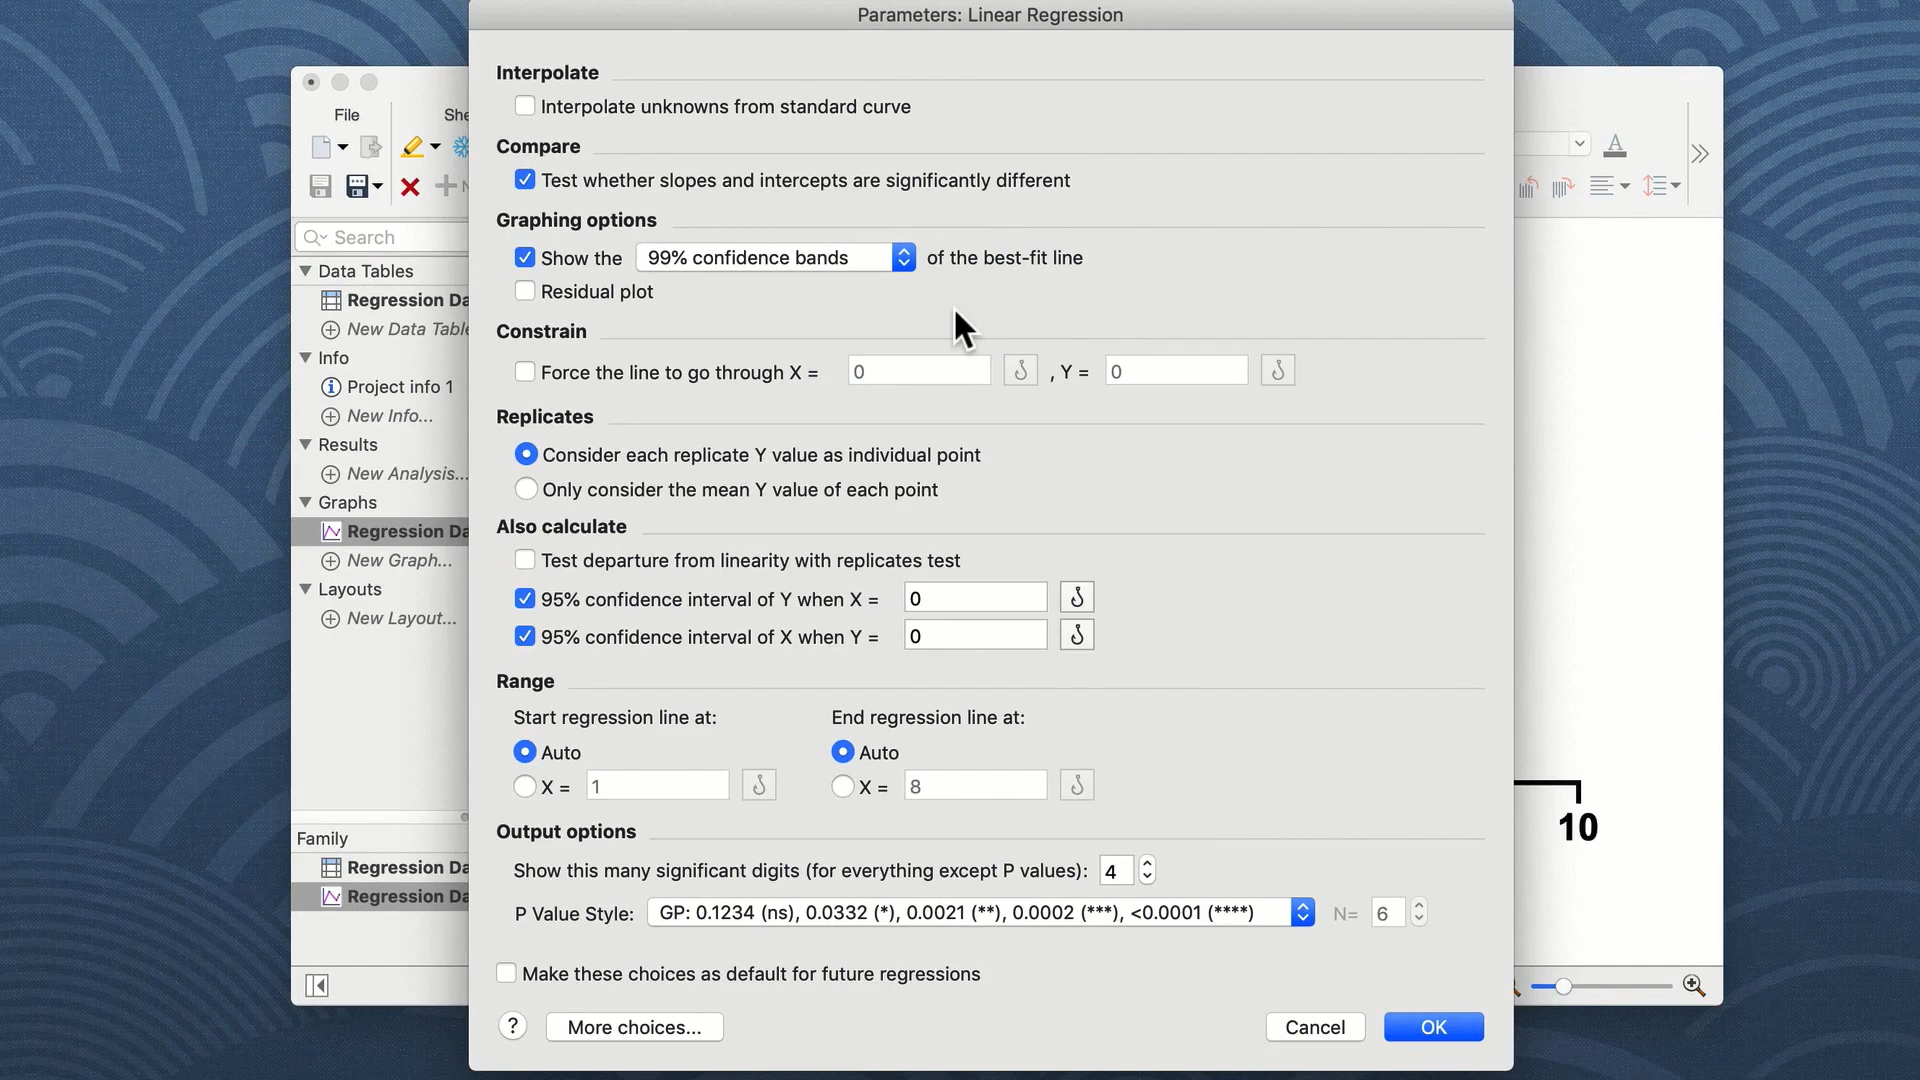 Parameters: Linear Regression
File
She
Search
Data Tables
Regression Da
New Data Table
Info
Project info 1
New Info...
Results
New Analysis...
Graphs
Regression Da
New Graph...
Layouts
New Layout...
Family
Regression Da
Regression Da
Interpolate
Interpolate unknowns from standard curve
Compare
Test whether slopes and intercepts are significantly different
Graphing options
Show the 99% confidence bands of the best-fit line
Residual plot
Constrain
Force the line to go through X = 0 , Y = 0
Replicates
Consider each replicate Y value as individual point
Only consider the mean Y value of each point
Also calculate
Test departure from linearity with replicates test
95% confidence interval of Y when X = 0
95% confidence interval of X when Y = 0
Range
Start regression line at: End regression line at:
Auto Auto
X = 1 X = 8
Output options
Show this many significant digits (for everything except P values): 4
P Value Style: GP: 0.1234 (ns), 0.0332 (*), 0.0021 (**), 0.0002 (***), <0.0001 (****) N= 6
Make these choices as default for future regressions
? More choices... Cancel OK
A
10